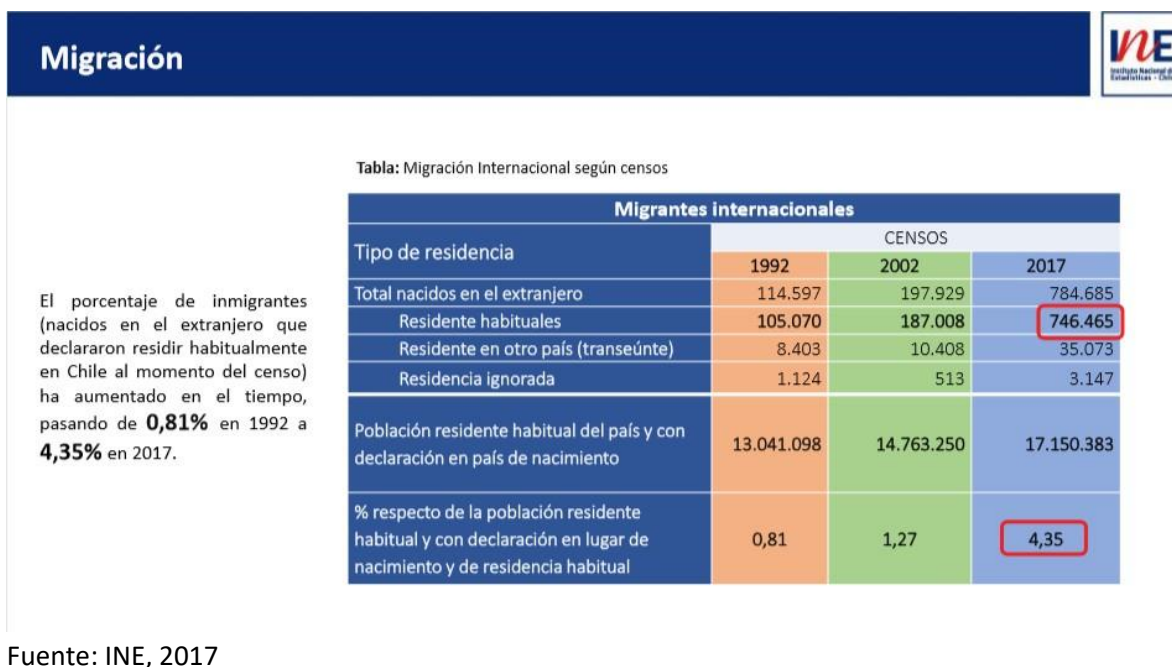 Migración
INE
Instituto Nacional de
Estadísticas - Chile
Tabla: Migración Internacional según censos
El porcentaje de inmigrantes
(nacidos en el extranjero que
declararon residir habitualmente
en Chile al momento del censo)
ha aumentado en el tiempo,
pasando de 0,81% en 1992 a
4,35% en 2017.
Migrantes internacionales
Tipo de residencia
CENSOS
1992 2002 2017
Total nacidos en el extranjero 114.597 197.929 784.685
Residente habituales 105.070 187.008 746.465
Residente en otro país (transeúnte) 8.403 10.408 35.073
Residencia ignorada 1.124 513 3.147
Población residente habitual del país y con
declaración en país de nacimiento
13.041.098 14.763.250 17.150.383
% respecto de la población residente
habitual y con declaración en lugar de
nacimiento y de residencia habitual
0,81 1,27 4,35
Fuente: INE, 2017